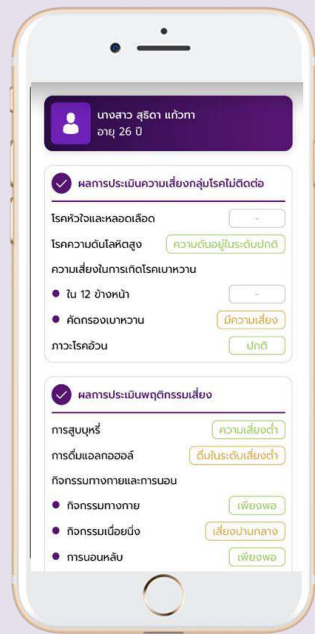 นางสาว สุธิดา แก้วทา
อายุ 26 ปี
ผลการประเมินความเสี่ยงกลุ่มโรคไม่ติดต่อ
โรคหัวใจและหลอดเลือด -
โรคความดันโลหิตสูง ความดันอยู่ในระดับปกติ
ความเสี่ยงในการเกิดโรคเบาหวาน
• ใน 12 ปีข้างหน้า -
• คัดกรองเบาหวาน มีความเสี่ยง
ภาวะโรคอ้วน ปกติ
ผลการประเมินพฤติกรรมเสี่ยง
การสูบบุหรี่ ความเสี่ยงต่ำ
การดื่มแอลกอฮอล์ ดื่มในระดับเสี่ยงต่ำ
กิจกรรมทางกายและการนอน
• กิจกรรมทางกาย เพียงพอ
• กิจกรรมเนือยนิ่ง เสี่ยงปานกลาง
• การนอนหลับ เพียงพอ